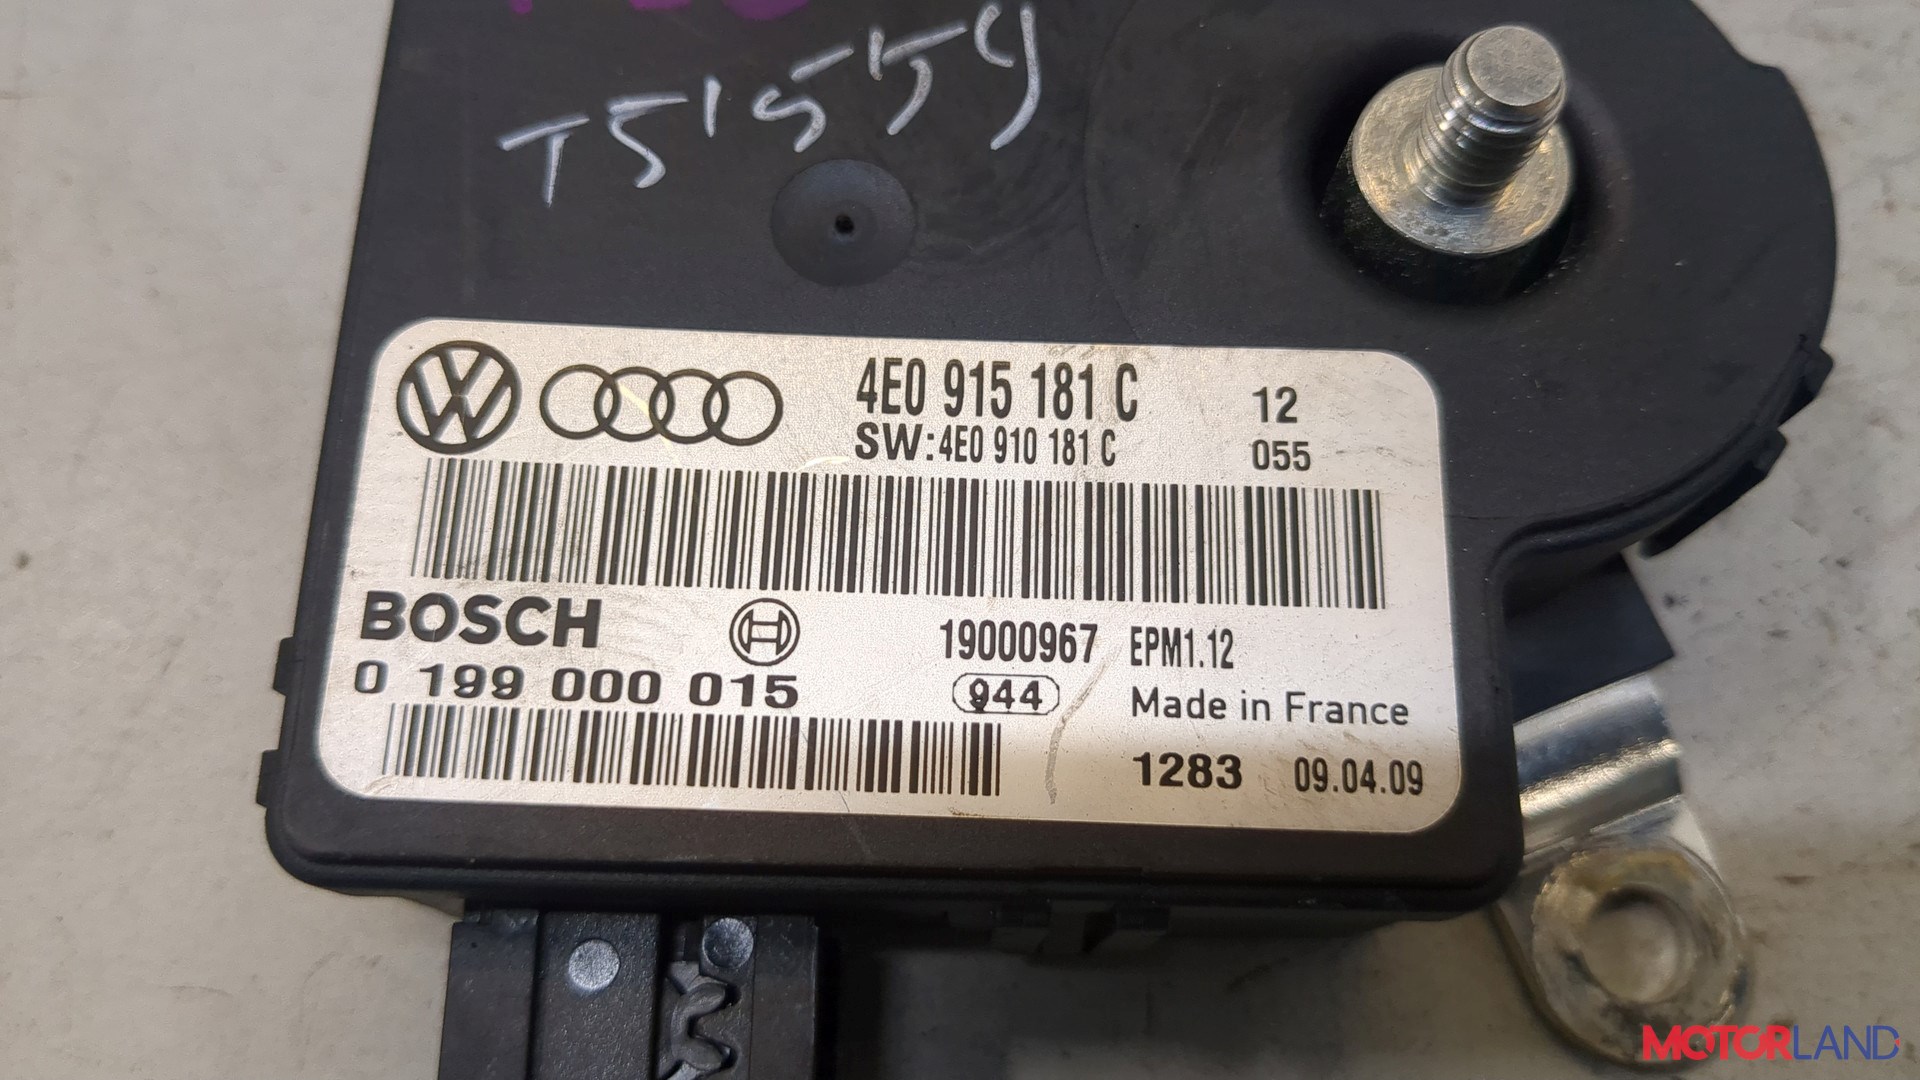 T51559
4E0 915 181 C
12
SW:4E0 910 181 C
055
BOSCH
19000967 EPM1.12
0 199 000 015
944
Made in France
1283 09.04.09
MOTORLAND